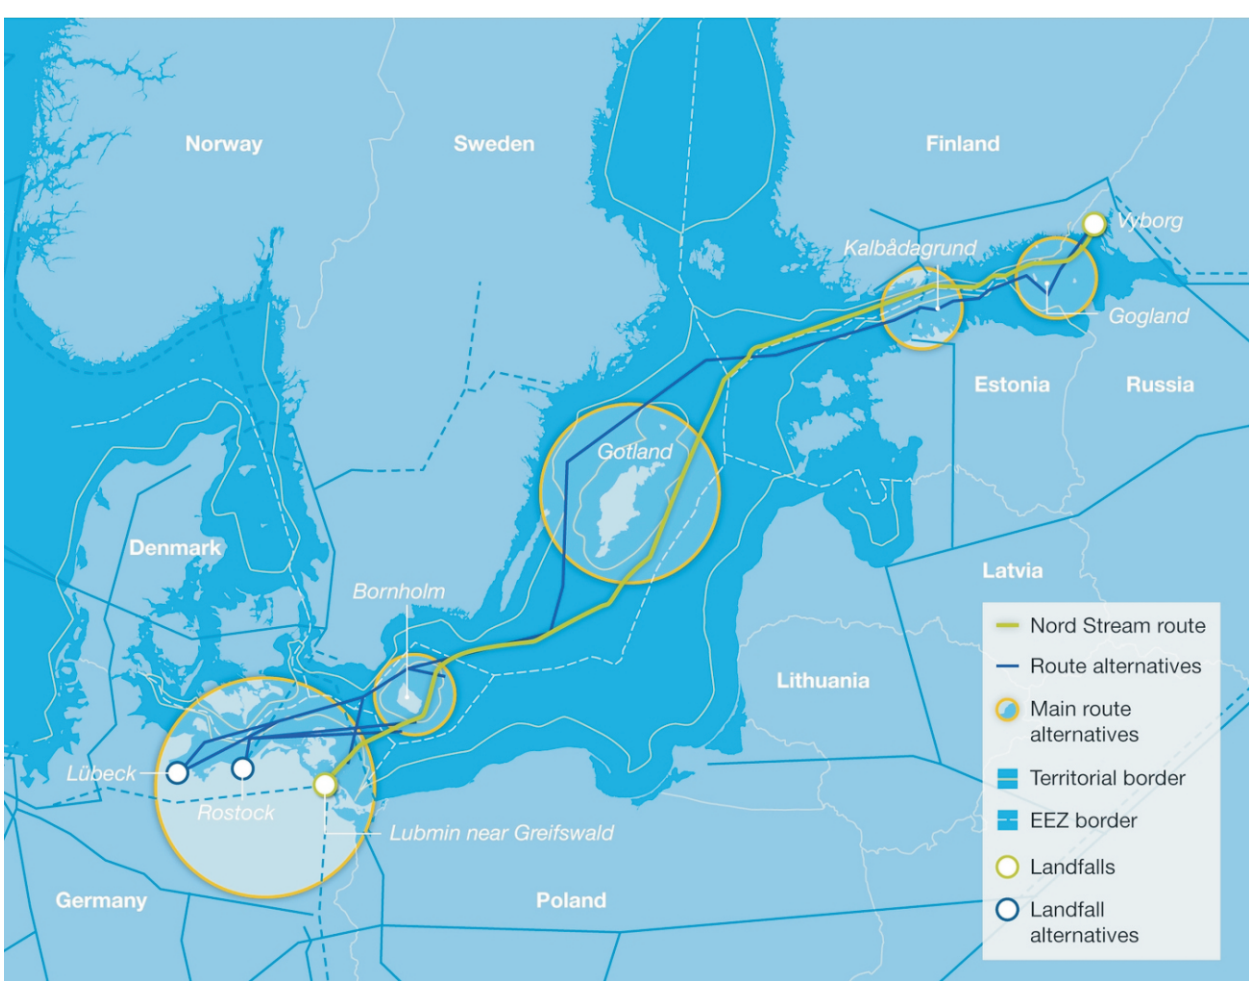 Norway
Sweden
Finland
Vyborg
Kalbådagrund
Gogland
Estonia
Russia
Gotland
Denmark
Latvia
Bornholm
Lithuania
Lübeck
Rostock
Lubmin near Greifswald
Germany
Poland
Nord Stream route
Route alternatives
Main route
alternatives
Territorial border
EEZ border
Landfalls
Landfall
alternatives